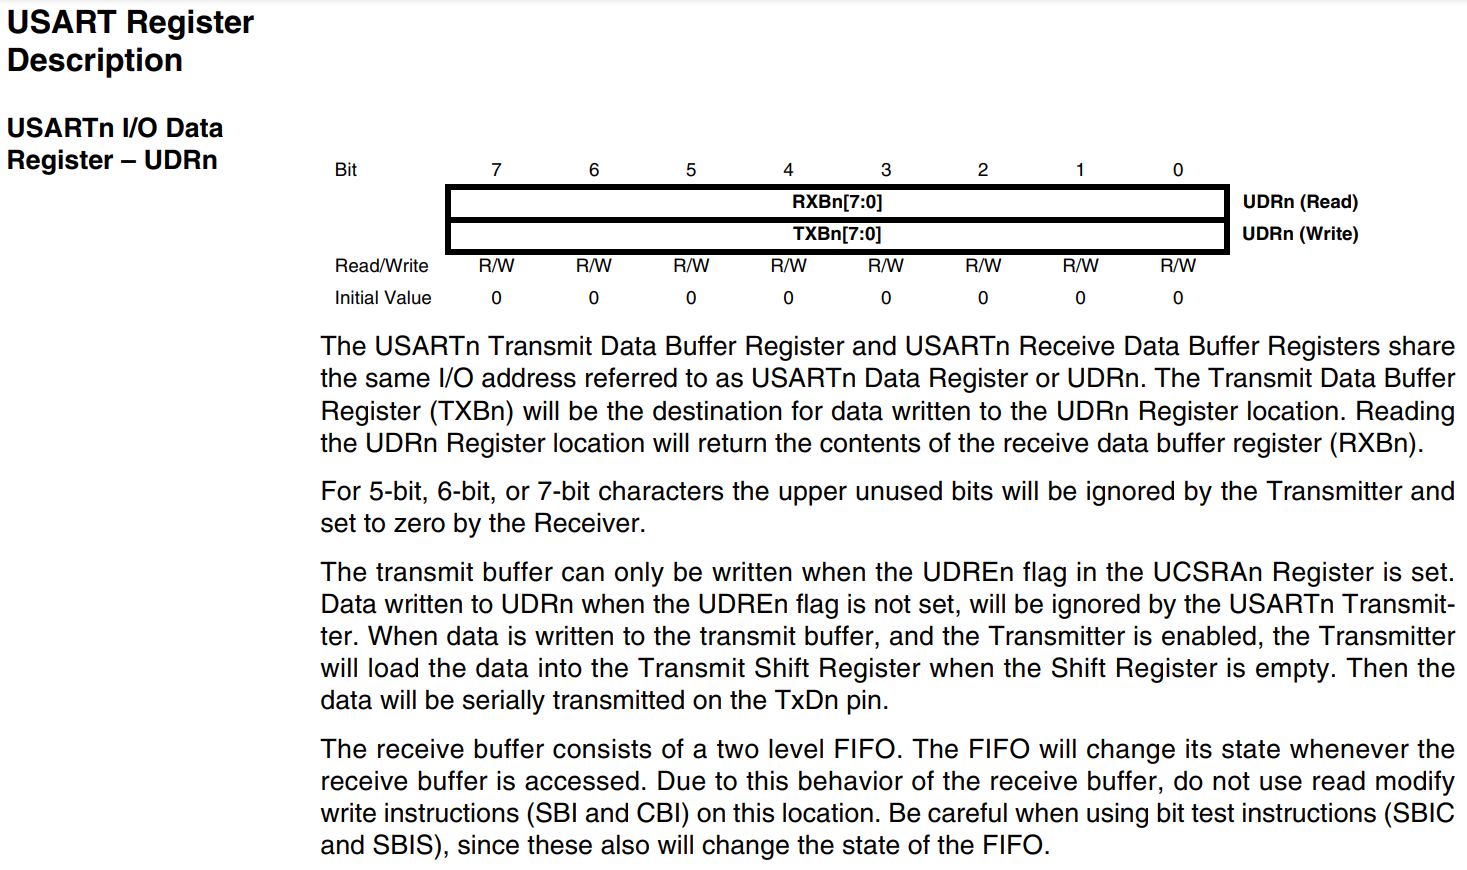 USART Register
Description
USARTn I/O Data
Register – UDRn
Bit 7 6 5 4 3 2 1 0
RXBn[7:0] UDRn (Read)
TXBn[7:0] UDRn (Write)
Read/Write R/W R/W R/W R/W R/W R/W R/W R/W
Initial Value 0 0 0 0 0 0 0 0
The USARTn Transmit Data Buffer Register and USARTn Receive Data Buffer Registers share
the same I/O address referred to as USARTn Data Register or UDRn. The Transmit Data Buffer
Register (TXBn) will be the destination for data written to the UDRn Register location. Reading
the UDRn Register location will return the contents of the receive data buffer register (RXBn).
For 5-bit, 6-bit, or 7-bit characters the upper unused bits will be ignored by the Transmitter and
set to zero by the Receiver.
The transmit buffer can only be written when the UDREn flag in the UCSRAn Register is set.
Data written to UDRn when the UDREn flag is not set, will be ignored by the USARTn Transmit-
ter. When data is written to the transmit buffer, and the Transmitter is enabled, the Transmitter
will load the data into the Transmit Shift Register when the Shift Register is empty. Then the
data will be serially transmitted on the TxDn pin.
The receive buffer consists of a two level FIFO. The FIFO will change its state whenever the
receive buffer is accessed. Due to this behavior of the receive buffer, do not use read modify
write instructions (SBI and CBI) on this location. Be careful when using bit test instructions (SBIC
and SBIS), since these also will change the state of the FIFO.